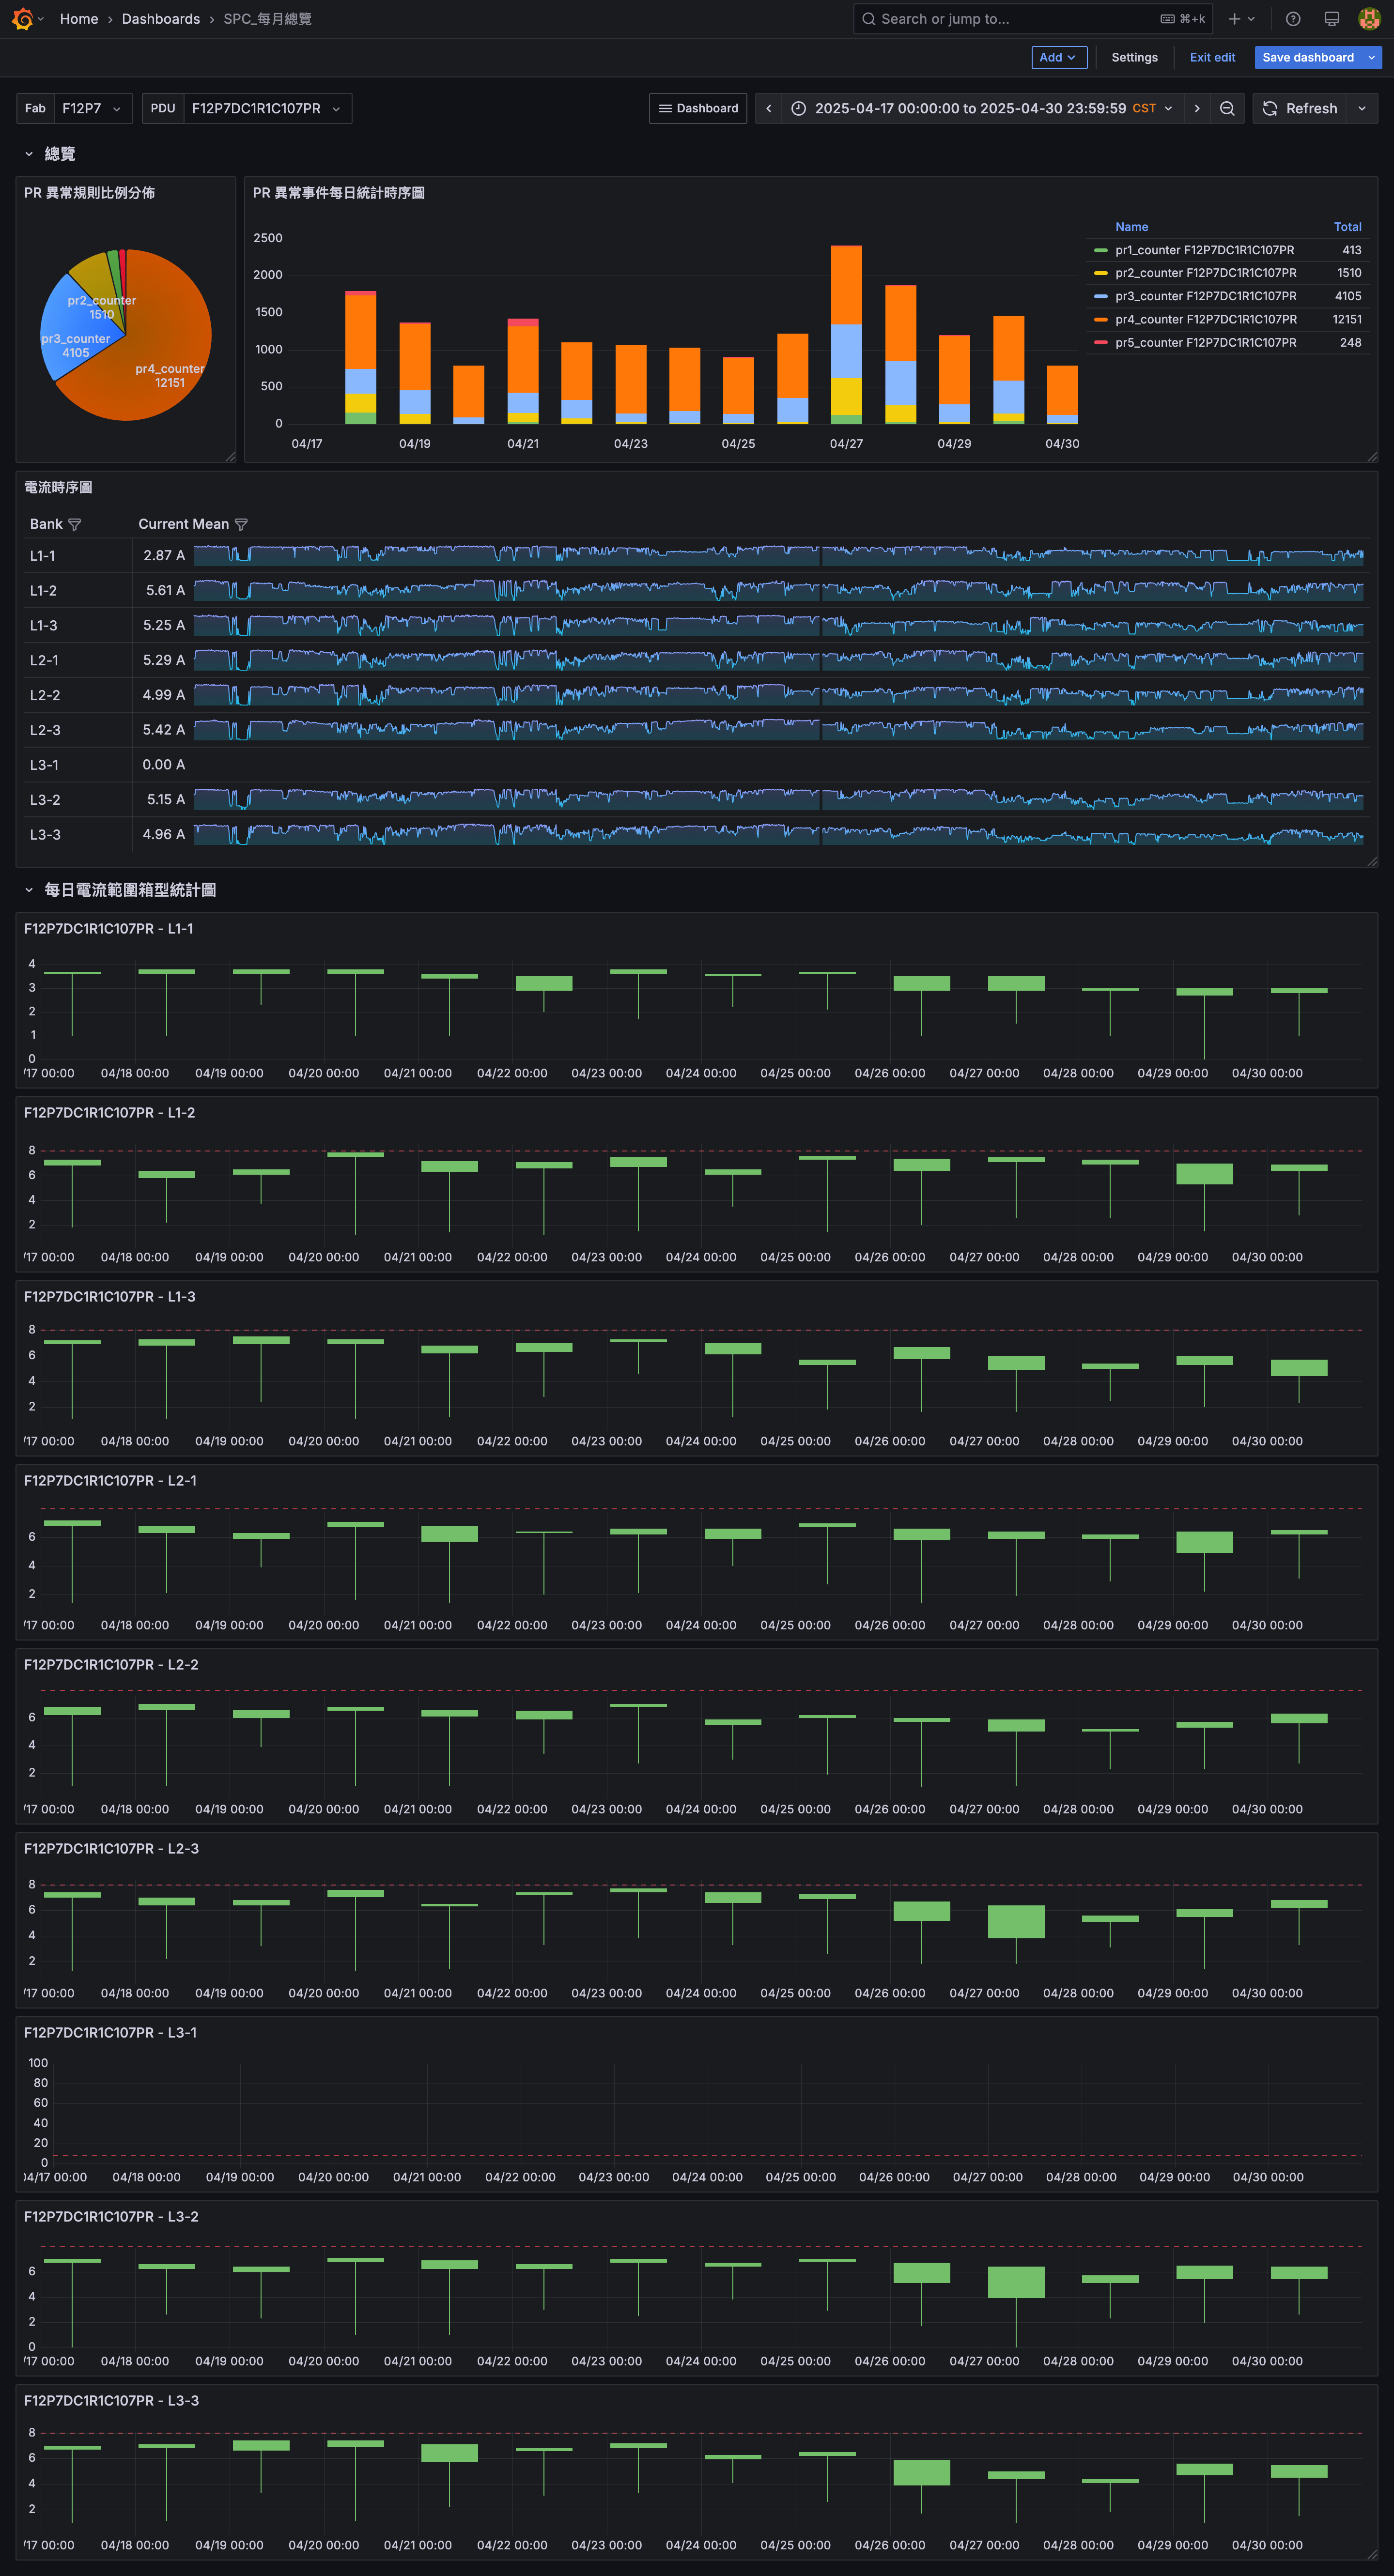 Home › Dashboards › SPC_每月總覽
Search or jump to... ⌘+k
Add Settings Exit edit Save dashboard
Fab F12P7 PDU F12P7DC1R1C107PR Dashboard 2025-04-17 00:00:00 to 2025-04-30 23:59:59 CST Refresh
總覽
PR 異常規則比例分佈
pr2_counter
1510
pr3_counter
4105
pr4_counter
12151
PR 異常事件每日統計時序圖
2500
2000
1500
1000
500
0
04/17 04/19 04/21 04/23 04/25 04/27 04/29 04/30
Name Total
pr1_counter F12P7DC1R1C107PR 413
pr2_counter F12P7DC1R1C107PR 1510
pr3_counter F12P7DC1R1C107PR 4105
pr4_counter F12P7DC1R1C107PR 12151
pr5_counter F12P7DC1R1C107PR 248
電流時序圖
Bank Current Mean
L1-1 2.87 A
L1-2 5.61 A
L1-3 5.25 A
L2-1 5.29 A
L2-2 4.99 A
L2-3 5.42 A
L3-1 0.00 A
L3-2 5.15 A
L3-3 4.96 A
每日電流範圍箱型統計圖
F12P7DC1R1C107PR - L1-1
4
3
2
1
0
/17 00:00 04/18 00:00 04/19 00:00 04/20 00:00 04/21 00:00 04/22 00:00 04/23 00:00 04/24 00:00 04/25 00:00 04/26 00:00 04/27 00:00 04/28 00:00 04/29 00:00 04/30 00:00
F12P7DC1R1C107PR - L1-2
8
6
4
2
/17 00:00 04/18 00:00 04/19 00:00 04/20 00:00 04/21 00:00 04/22 00:00 04/23 00:00 04/24 00:00 04/25 00:00 04/26 00:00 04/27 00:00 04/28 00:00 04/29 00:00 04/30 00:00
F12P7DC1R1C107PR - L1-3
8
6
4
2
/17 00:00 04/18 00:00 04/19 00:00 04/20 00:00 04/21 00:00 04/22 00:00 04/23 00:00 04/24 00:00 04/25 00:00 04/26 00:00 04/27 00:00 04/28 00:00 04/29 00:00 04/30 00:00
F12P7DC1R1C107PR - L2-1
6
4
2
/17 00:00 04/18 00:00 04/19 00:00 04/20 00:00 04/21 00:00 04/22 00:00 04/23 00:00 04/24 00:00 04/25 00:00 04/26 00:00 04/27 00:00 04/28 00:00 04/29 00:00 04/30 00:00
F12P7DC1R1C107PR - L2-2
6
4
2
/17 00:00 04/18 00:00 04/19 00:00 04/20 00:00 04/21 00:00 04/22 00:00 04/23 00:00 04/24 00:00 04/25 00:00 04/26 00:00 04/27 00:00 04/28 00:00 04/29 00:00 04/30 00:00
F12P7DC1R1C107PR - L2-3
8
6
4
2
/17 00:00 04/18 00:00 04/19 00:00 04/20 00:00 04/21 00:00 04/22 00:00 04/23 00:00 04/24 00:00 04/25 00:00 04/26 00:00 04/27 00:00 04/28 00:00 04/29 00:00 04/30 00:00
F12P7DC1R1C107PR - L3-1
100
80
60
40
20
0
04/17 00:00 04/18 00:00 04/19 00:00 04/20 00:00 04/21 00:00 04/22 00:00 04/23 00:00 04/24 00:00 04/25 00:00 04/26 00:00 04/27 00:00 04/28 00:00 04/29 00:00 04/30 00:00
F12P7DC1R1C107PR - L3-2
6
4
2
0
/17 00:00 04/18 00:00 04/19 00:00 04/20 00:00 04/21 00:00 04/22 00:00 04/23 00:00 04/24 00:00 04/25 00:00 04/26 00:00 04/27 00:00 04/28 00:00 04/29 00:00 04/30 00:00
F12P7DC1R1C107PR - L3-3
8
6
4
2
/17 00:00 04/18 00:00 04/19 00:00 04/20 00:00 04/21 00:00 04/22 00:00 04/23 00:00 04/24 00:00 04/25 00:00 04/26 00:00 04/27 00:00 04/28 00:00 04/29 00:00 04/30 00:00